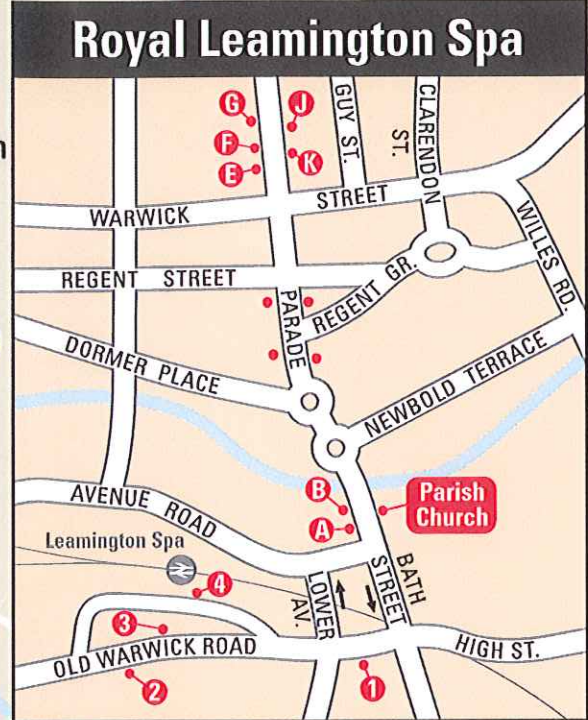 Royal Leamington Spa
n
G
J
F
K
E
GUY ST.
CLARENDON ST.
WARWICK STREET
REGENT STREET
PARADE
REGENT GR.
WILLES RD.
DORMER PLACE
NEWBOLD TERRACE
B
A
Parish
Church
AVENUE ROAD
Leamington Spa
4
LOWER AV.
BATH STREET
3
OLD WARWICK ROAD
HIGH ST.
2
1